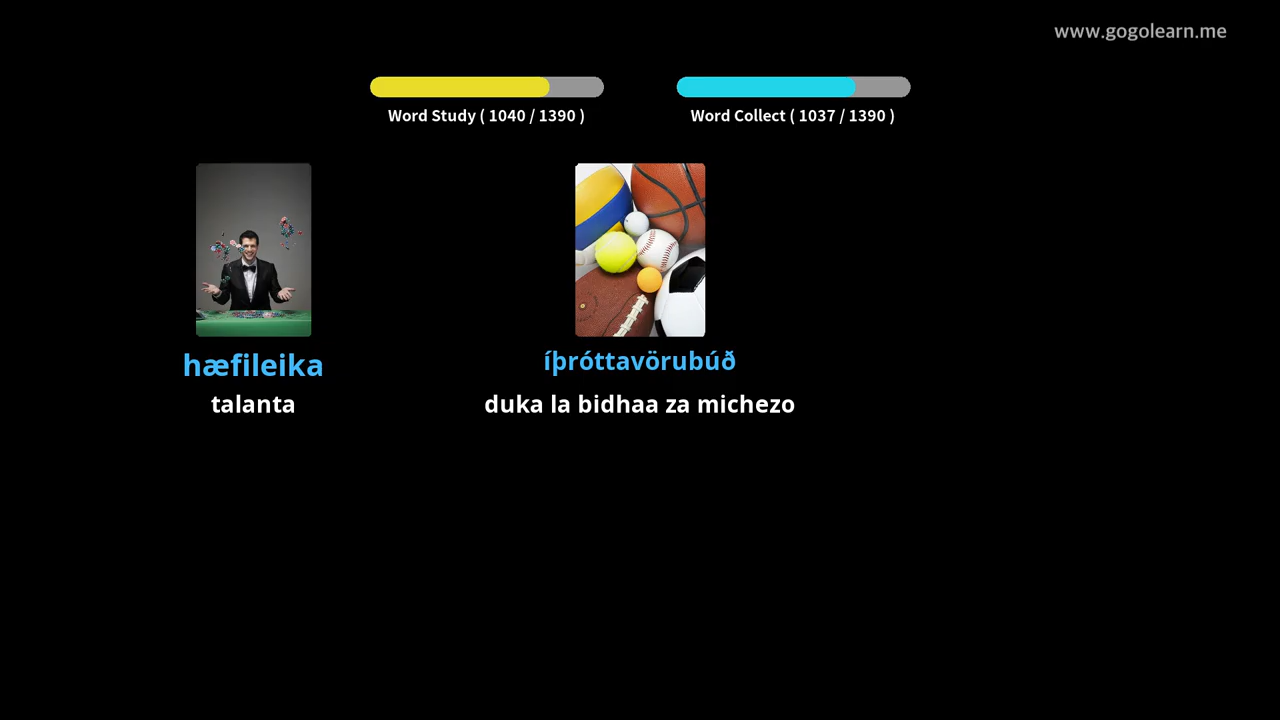 www.gogolearn.me
Word Study ( 1040 / 1390 )
Word Collect ( 1037 / 1390 )
hæfileika
talanta
íþróttavörubúð
duka la bidhaa za michezo